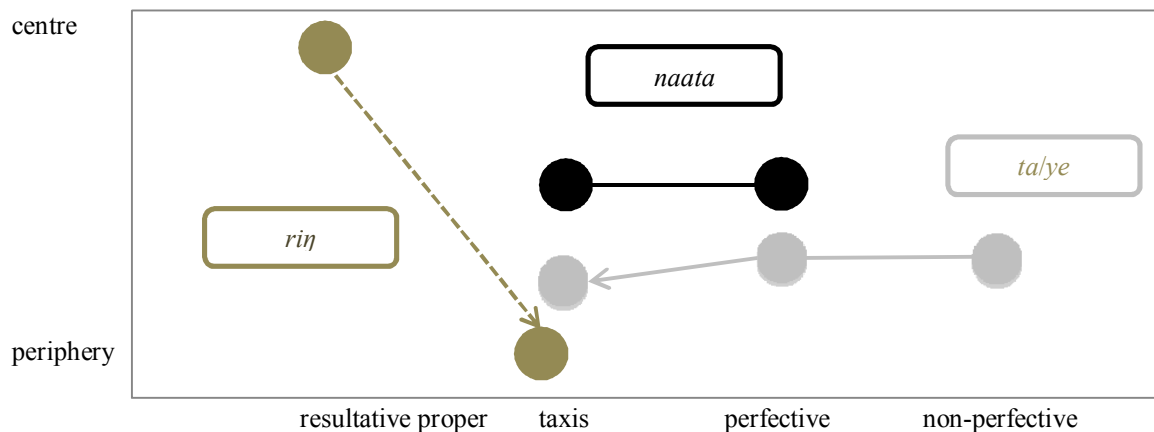 centre
naata
ta/ye
riŋ
periphery
resultative proper taxis perfective non-perfective